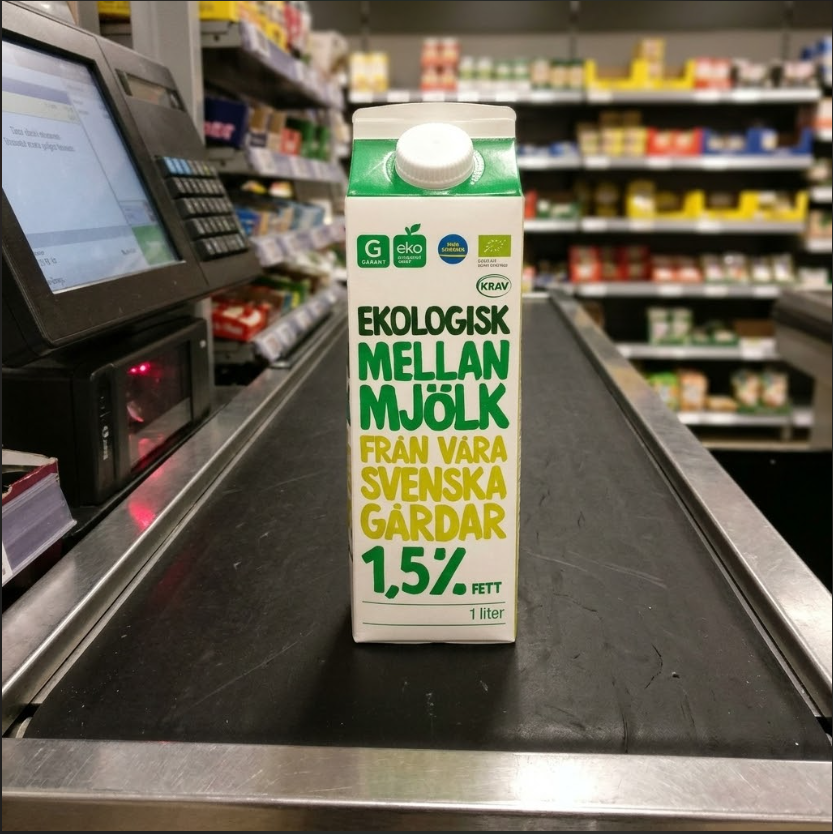 G
GARANT
eko
KRAV
EKOLOGISK
MELLAN
MJÖLK
FRÅN VÅRA
SVENSKA
GÅRDAR
1,5%
FETT
1 liter